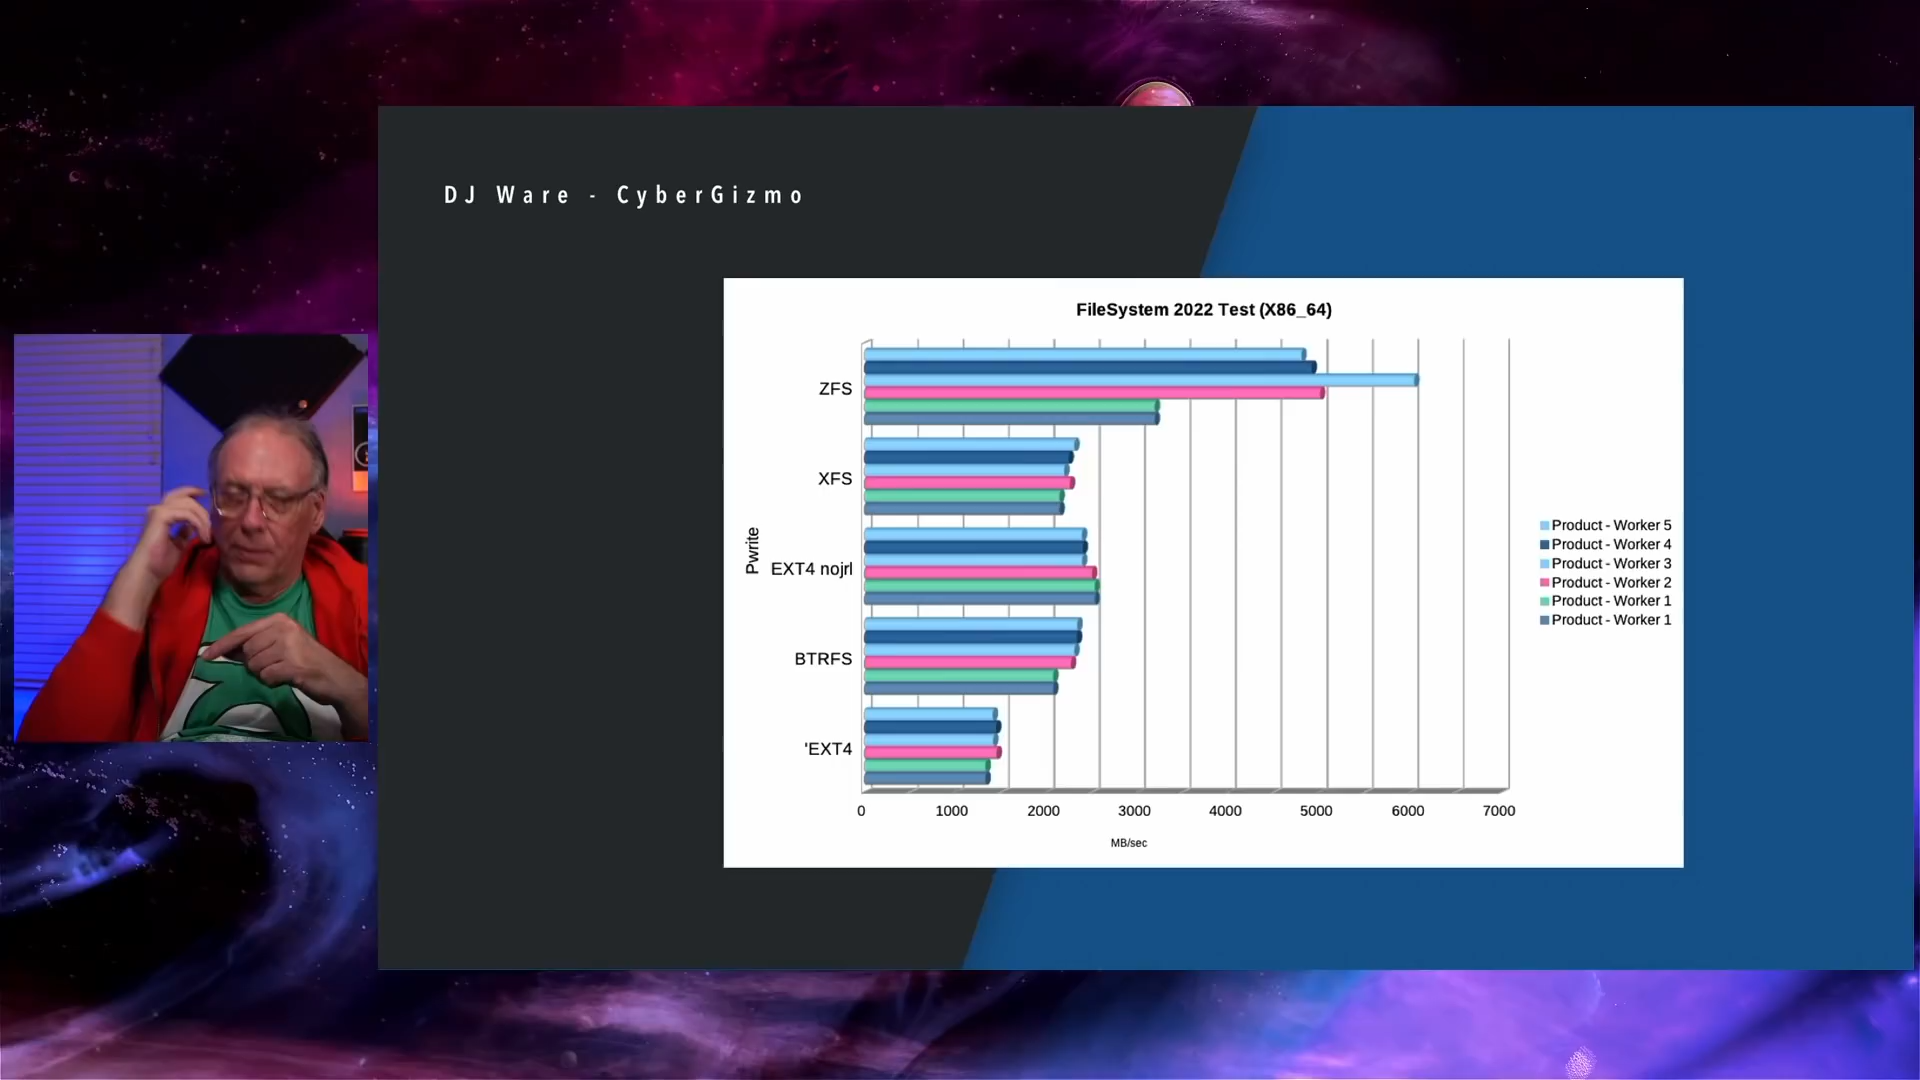 DJ Ware - CyberGizmo
FileSystem 2022 Test (X86_64)
Pwrite
ZFS
XFS
EXT4 nojrl
BTRFS
'EXT4
0 1000 2000 3000 4000 5000 6000 7000
MB/sec
Product - Worker 5
Product - Worker 4
Product - Worker 3
Product - Worker 2
Product - Worker 1
Product - Worker 1